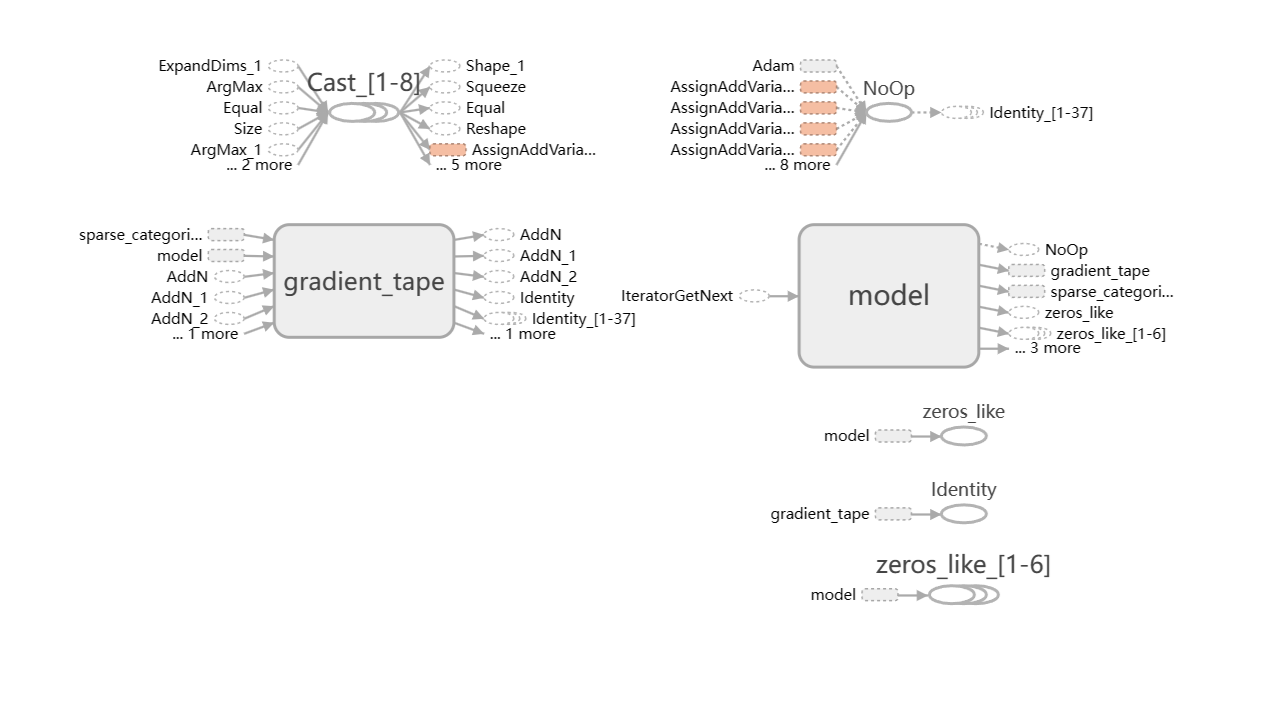 ExpandDims_1
ArgMax
Equal
Size
ArgMax_1
... 2 more
Cast_[1-8]
Shape_1
Squeeze
Equal
Reshape
AssignAddVaria...
... 5 more
Adam
AssignAddVaria...
AssignAddVaria...
AssignAddVaria...
AssignAddVaria...
... 8 more
NoOp
Identity_[1-37]
sparse_categori...
model
AddN
AddN_1
AddN_2
... 1 more
gradient_tape
AddN
AddN_1
AddN_2
Identity
Identity_[1-37]
... 1 more
IteratorGetNext
model
NoOp
gradient_tape
sparse_categori...
zeros_like
zeros_like_[1-6]
... 3 more
zeros_like
model
Identity
gradient_tape
zeros_like_[1-6]
model